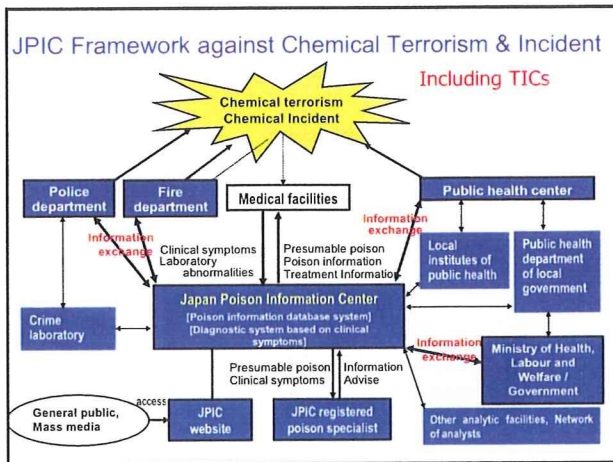 JPIC Framework against Chemical Terrorism & Incident
Including TICs
Chemical terrorism
Chemical Incident
Police
department
Fire
department
Medical facilities
Public health center
Information
exchange
Clinical symptoms
Laboratory
abnormalities
Presumable poison
Poison information
Treatment Information
Information
exchange
Local
institutes of
public health
Public health
department
of local
government
Japan Poison Information Center
[Poison information database system]
[Diagnostic system based on clinical
symptoms]
Crime
laboratory
Information
exchange
Ministry of Health,
Labour and
Welfare /
Government
Presumable poison
Clinical symptoms
Information
Advise
General public,
Mass media
access
JPIC
website
JPIC registered
poison specialist
Other analytic facilities, Network
of analysts